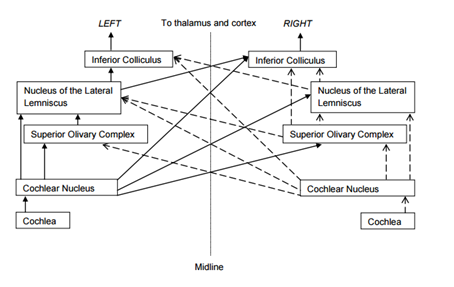 LEFT To thalamus and cortex RIGHT
Inferior Colliculus Inferior Colliculus
Nucleus of the Lateral
Lemniscus
Nucleus of the Lateral
Lemniscus
Superior Olivary Complex Superior Olivary Complex
Cochlear Nucleus Cochlear Nucleus
Cochlea Cochlea
Midline